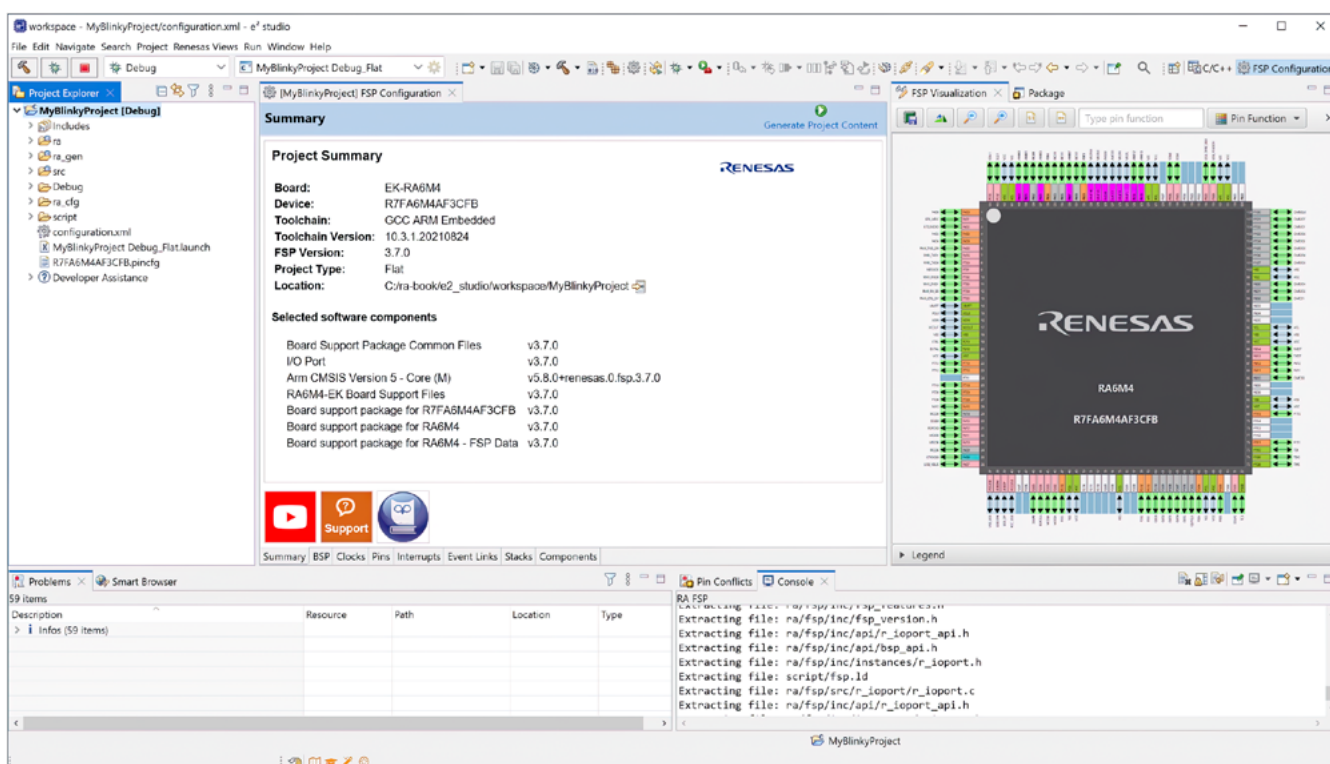 workspace - MyBlinkyProject/configuration.xml - e² studio
File Edit Navigate Search Project Renesas Views Run Window Help
Debug
MyBlinkyProject Debug_Flat
C/C++
FSP Configuration
Project Explorer
MyBlinkyProject [Debug]
Includes
ra
ra_gen
src
Debug
ra_cfg
script
configuration.xml
MyBlinkyProject Debug_Flat.launch
R7FA6M4AF3CFB.pincfg
Developer Assistance
[MyBlinkyProject] FSP Configuration
Summary
Generate Project Content
Project Summary
RENESAS
Board: EK-RA6M4
Device: R7FA6M4AF3CFB
Toolchain: GCC ARM Embedded
Toolchain Version: 10.3.1.20210824
FSP Version: 3.7.0
Project Type: Flat
Location: C:/ra-book/e2_studio/workspace/MyBlinkyProject
Selected software components
Board Support Package Common Files v3.7.0
I/O Port v3.7.0
Arm CMSIS Version 5 - Core (M) v5.8.0+renesas.0.fsp.3.7.0
RA6M4-EK Board Support Files v3.7.0
Board support package for R7FA6M4AF3CFB v3.7.0
Board support package for RA6M4 v3.7.0
Board support package for RA6M4 - FSP Data v3.7.0
Support
Summary BSP Clocks Pins Interrupts Event Links Stacks Components
FSP Visualization
Package
Type pin function
Pin Function
RENESAS
RA6M4
R7FA6M4AF3CFB
Legend
Problems
Smart Browser
59 items
Description Resource Path Location Type
Infos (59 items)
Pin Conflicts
Console
RA FSP
Extracting file: ra/fsp/inc/fsp_features.h
Extracting file: ra/fsp/inc/fsp_version.h
Extracting file: ra/fsp/inc/api/r_ioport_api.h
Extracting file: ra/fsp/inc/api/bsp_api.h
Extracting file: ra/fsp/inc/instances/r_ioport.h
Extracting file: script/fsp.ld
Extracting file: ra/fsp/src/r_ioport/r_ioport.c
Extracting file: ra/fsp/inc/api/r_ioport_api.h
MyBlinkyProject